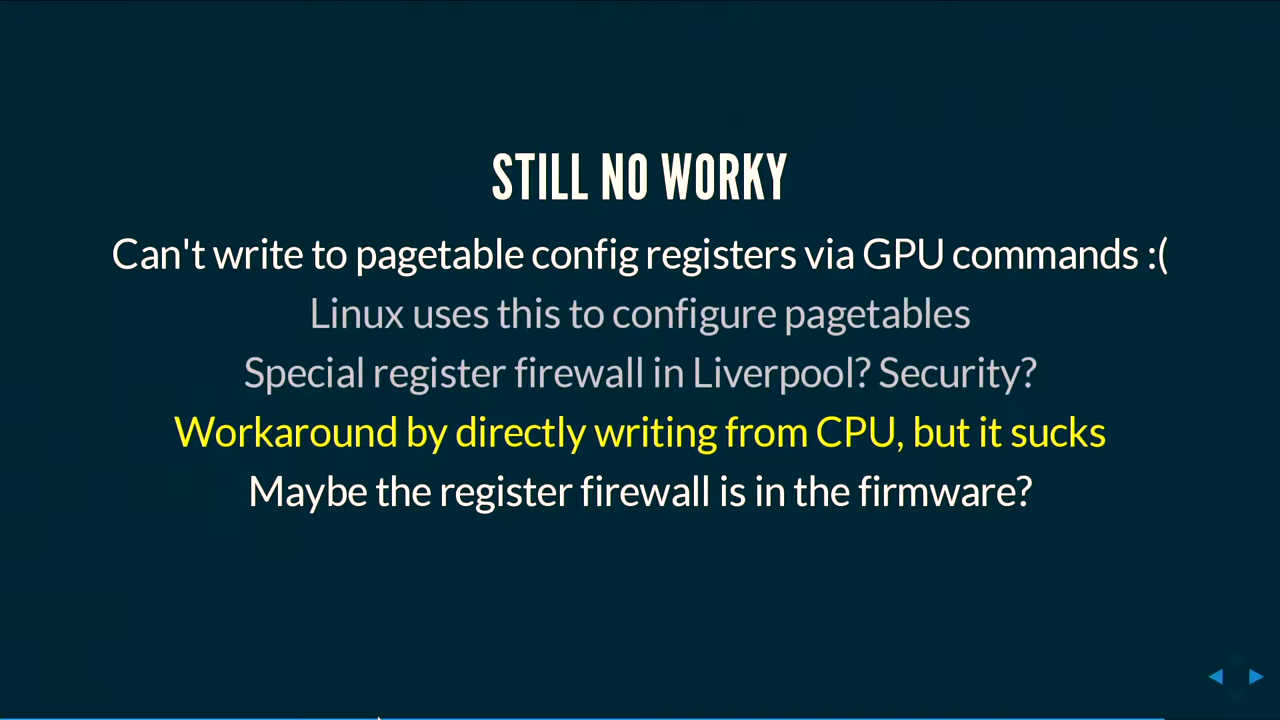 STILL NO WORKY
Can't write to pagetable config registers via GPU commands :(
Linux uses this to configure pagetables
Special register firewall in Liverpool? Security?
Workaround by directly writing from CPU, but it sucks
Maybe the register firewall is in the firmware?